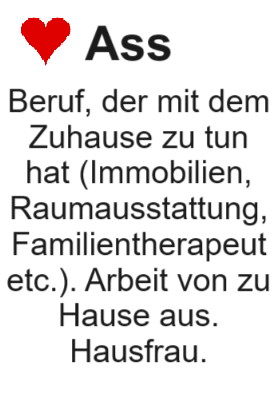 Ass
Beruf, der mit dem
Zuhause zu tun
hat (Immobilien,
Raumausstattung,
Familientherapeut
etc.). Arbeit von zu
Hause aus.
Hausfrau.